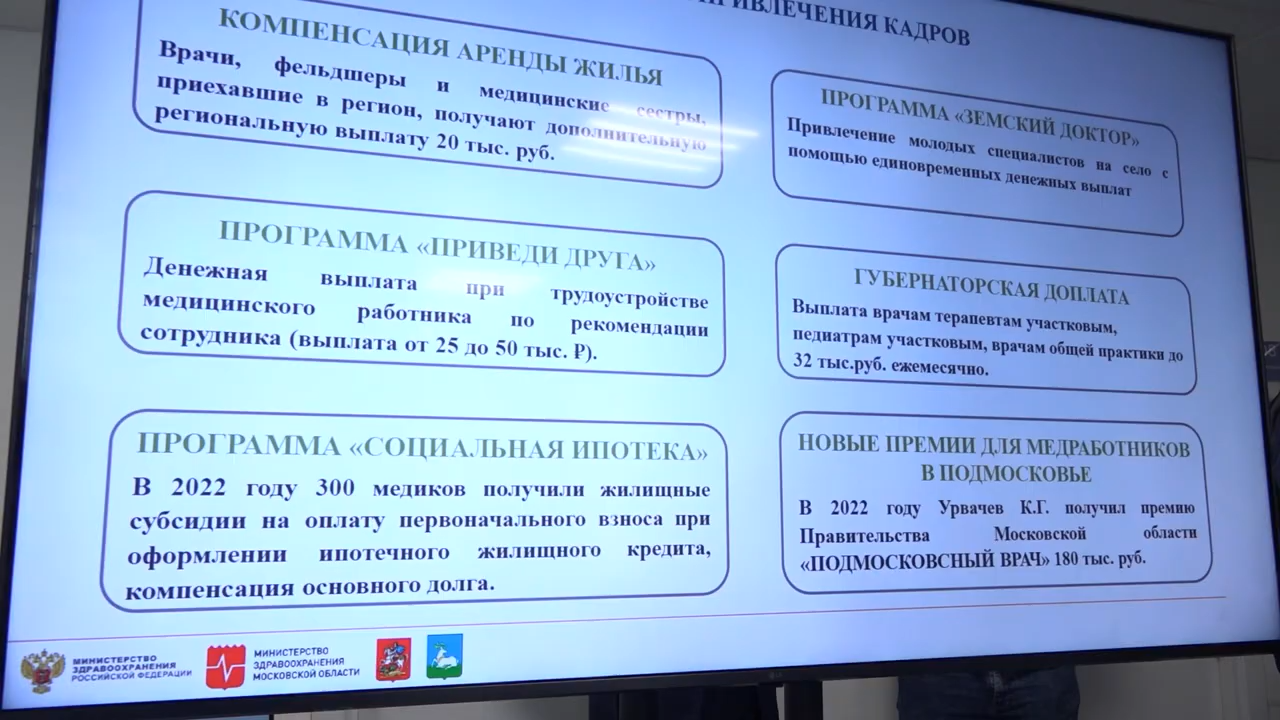 ПРИВЛЕЧЕНИЯ КАДРОВ
КОМПЕНСАЦИЯ АРЕНДЫ ЖИЛЬЯ
Врачи, фельдшеры и медицинские сестры,
приехавшие в регион, получают дополнительную
региональную выплату 20 тыс. руб.
ПРОГРАММА «ЗЕМСКИЙ ДОКТОР»
Привлечение молодых специалистов на село с
помощью единовременных денежных выплат
ПРОГРАММА «ПРИВЕДИ ДРУГА»
Денежная выплата при трудоустройстве
медицинского работника по рекомендации
сотрудника (выплата от 25 до 50 тыс. ₽).
ГУБЕРНАТОРСКАЯ ДОПЛАТА
Выплата врачам терапевтам участковым,
педиатрам участковым, врачам общей практики до
32 тыс.руб. ежемесячно.
ПРОГРАММА «СОЦИАЛЬНАЯ ИПОТЕКА»
В 2022 году 300 медиков получили жилищные
субсидии на оплату первоначального взноса при
оформлении ипотечного жилищного кредита,
компенсация основного долга.
НОВЫЕ ПРЕМИИ ДЛЯ МЕДРАБОТНИКОВ
В ПОДМОСКОВЬЕ
В 2022 году Урвачев К.Г. получил премию
Правительства Московской области
«ПОДМОСКОВСНЫЙ ВРАЧ» 180 тыс. руб.
МИНИСТЕРСТВО
ЗДРАВООХРАНЕНИЯ
РОССИЙСКОЙ ФЕДЕРАЦИИ
МИНИСТЕРСТВО
ЗДРАВООХРАНЕНИЯ
МОСКОВСКОЙ ОБЛАСТИ
LG